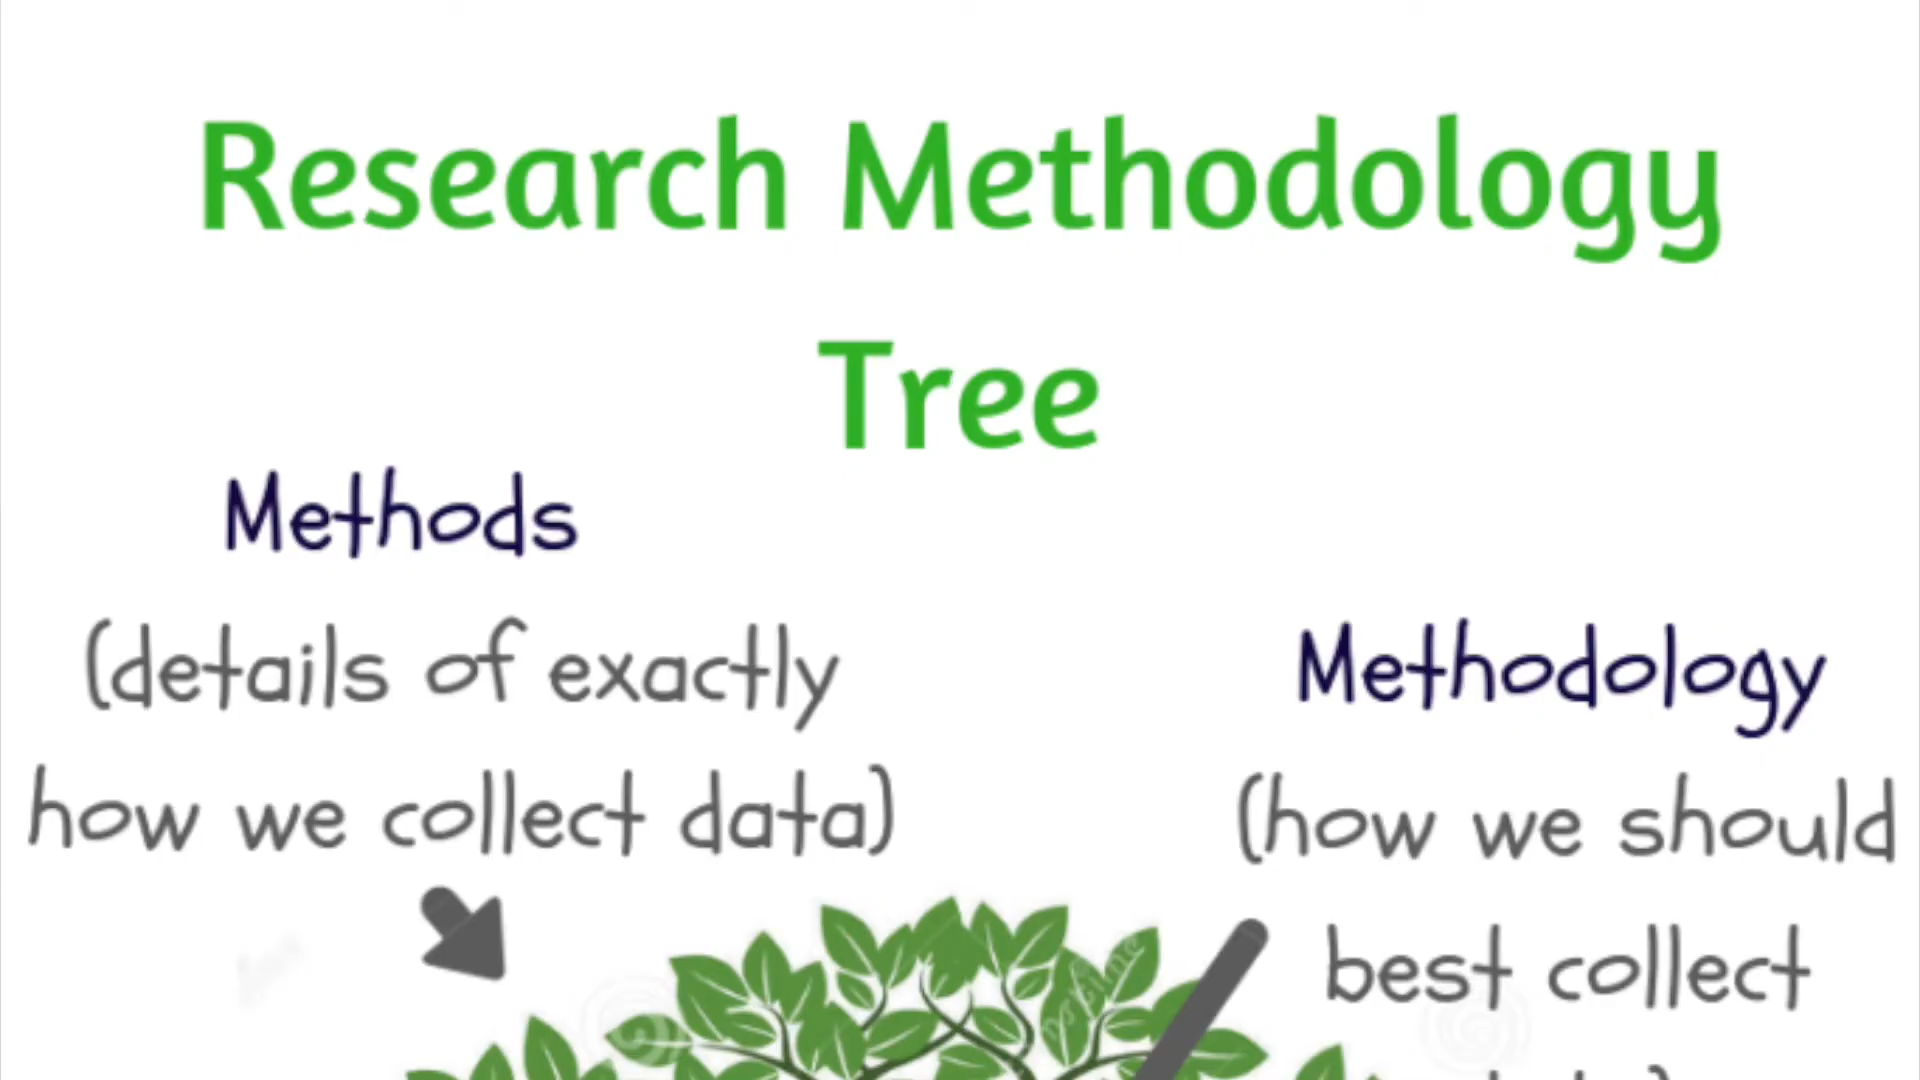 Research Methodology
Tree
Methods
(details of exactly
how we collect data)
Methodology
(how we should
best collect